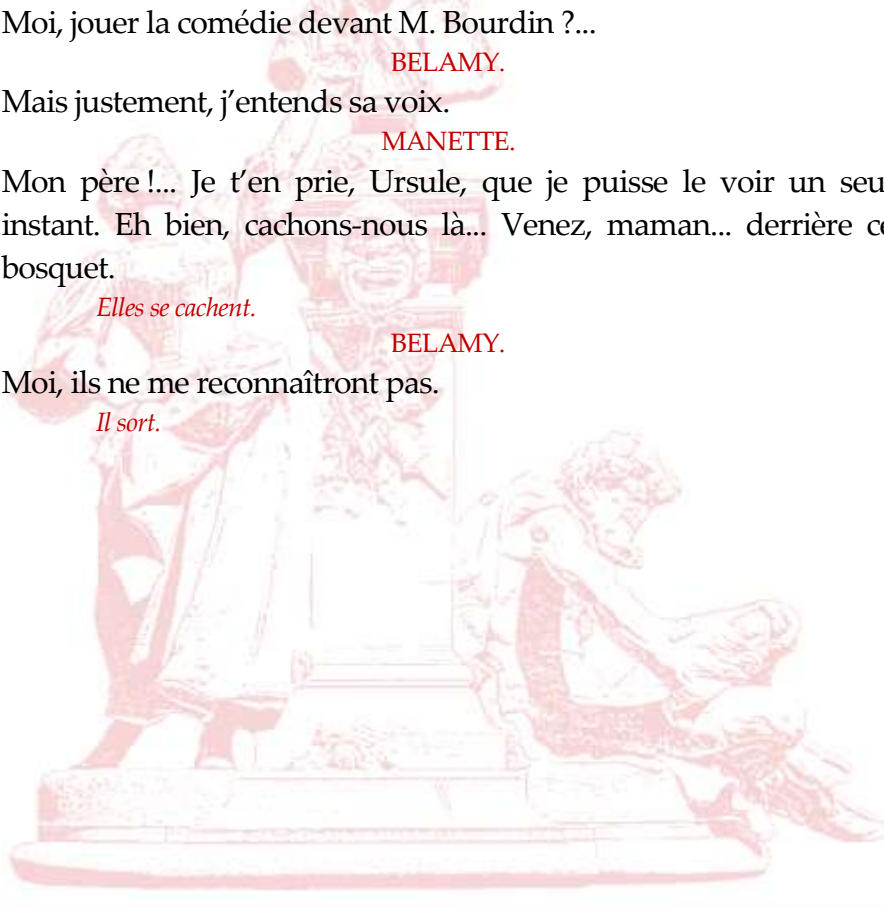 Moi, jouer la comédie devant M. Bourdin ?...
BELAMY.
Mais justement, j’entends sa voix.
MANETTE.
Mon père !... Je t’en prie, Ursule, que je puisse le voir un seu
instant. Eh bien, cachons-nous là... Venez, maman... derrière ce
bosquet.
Elles se cachent.
BELAMY.
Moi, ils ne me reconnaîtront pas.
Il sort.